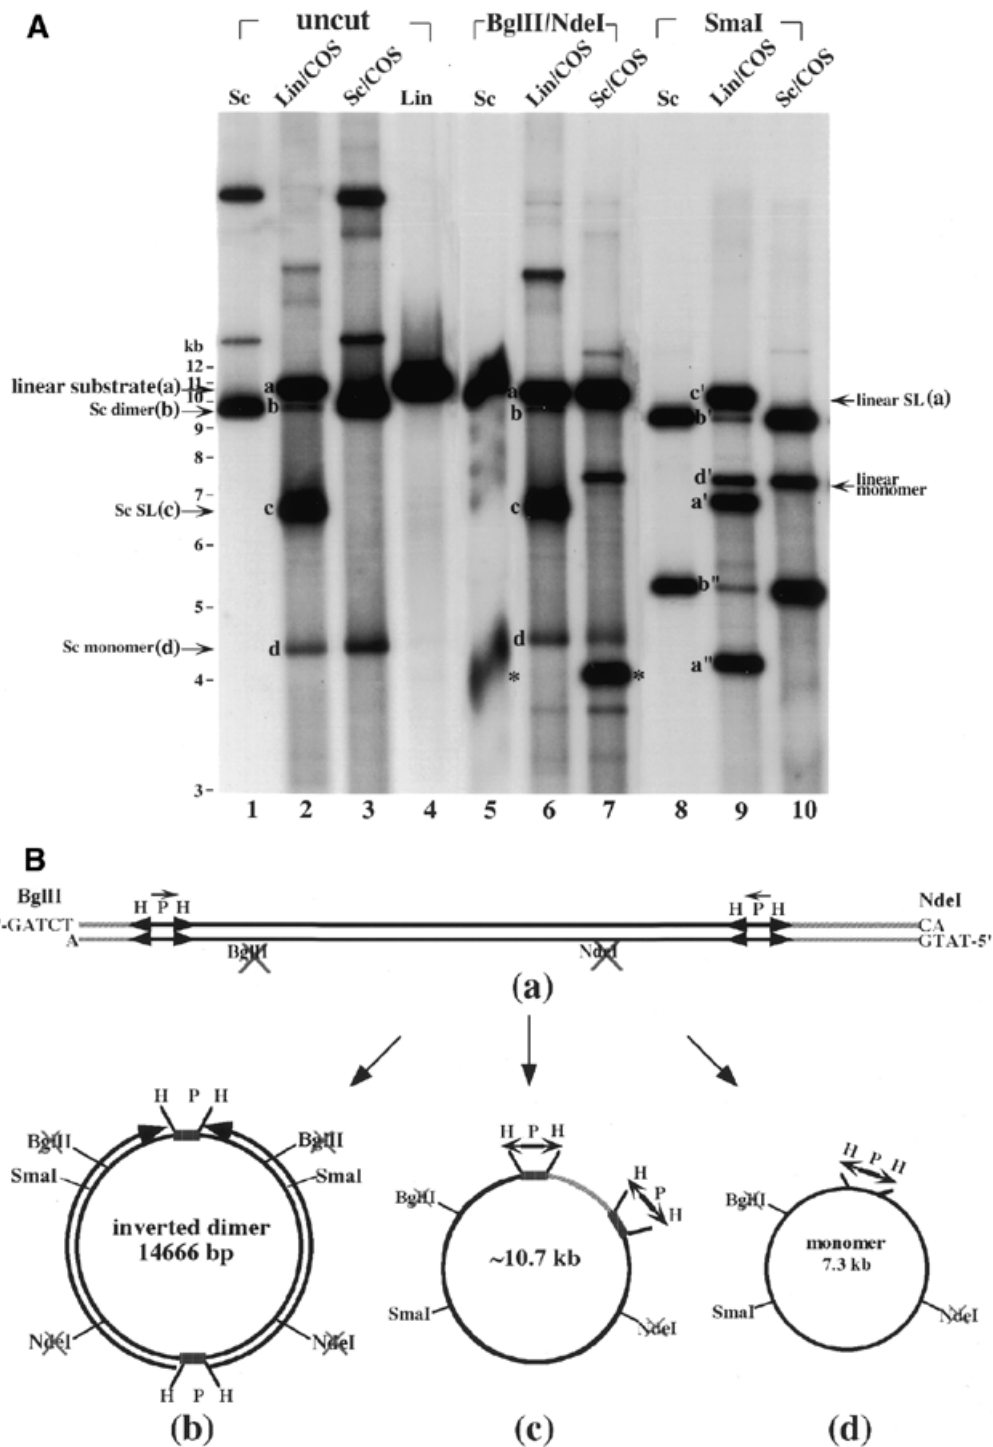 A
uncut
BglII/NdeI
SmaI
Sc
Lin/COS
Sc/COS
Lin
Sc
Lin/COS
Sc/COS
Sc
Lin/COS
Sc/COS
kb
12
linear substrate(a)
11
a
a
c'
linear SL(a)
10
Sc dimer(b)
b
b
b'
9
8
d'
linear
monomer
7
a'
Sc SL(c)
c
c
6
b"
5
Sc monomer(d)
d
d
a"
4
*
*
3
1 2 3 4 5 6 7 8 9 10
B
BglII
H P H
H P H
NdeI
'-GATCT
CA
A
GTAT-5'
BglII
NdeI
(a)
H P H
BglII
BglII
SmaI
SmaI
inverted dimer
14666 bp
NdeI
NdeI
H P H
(b)
H P H
H
P
H
BglII
~10.7 kb
SmaI
NdeI
(c)
H P H
BglII
monomer
7.3 kb
SmaI
NdeI
(d)